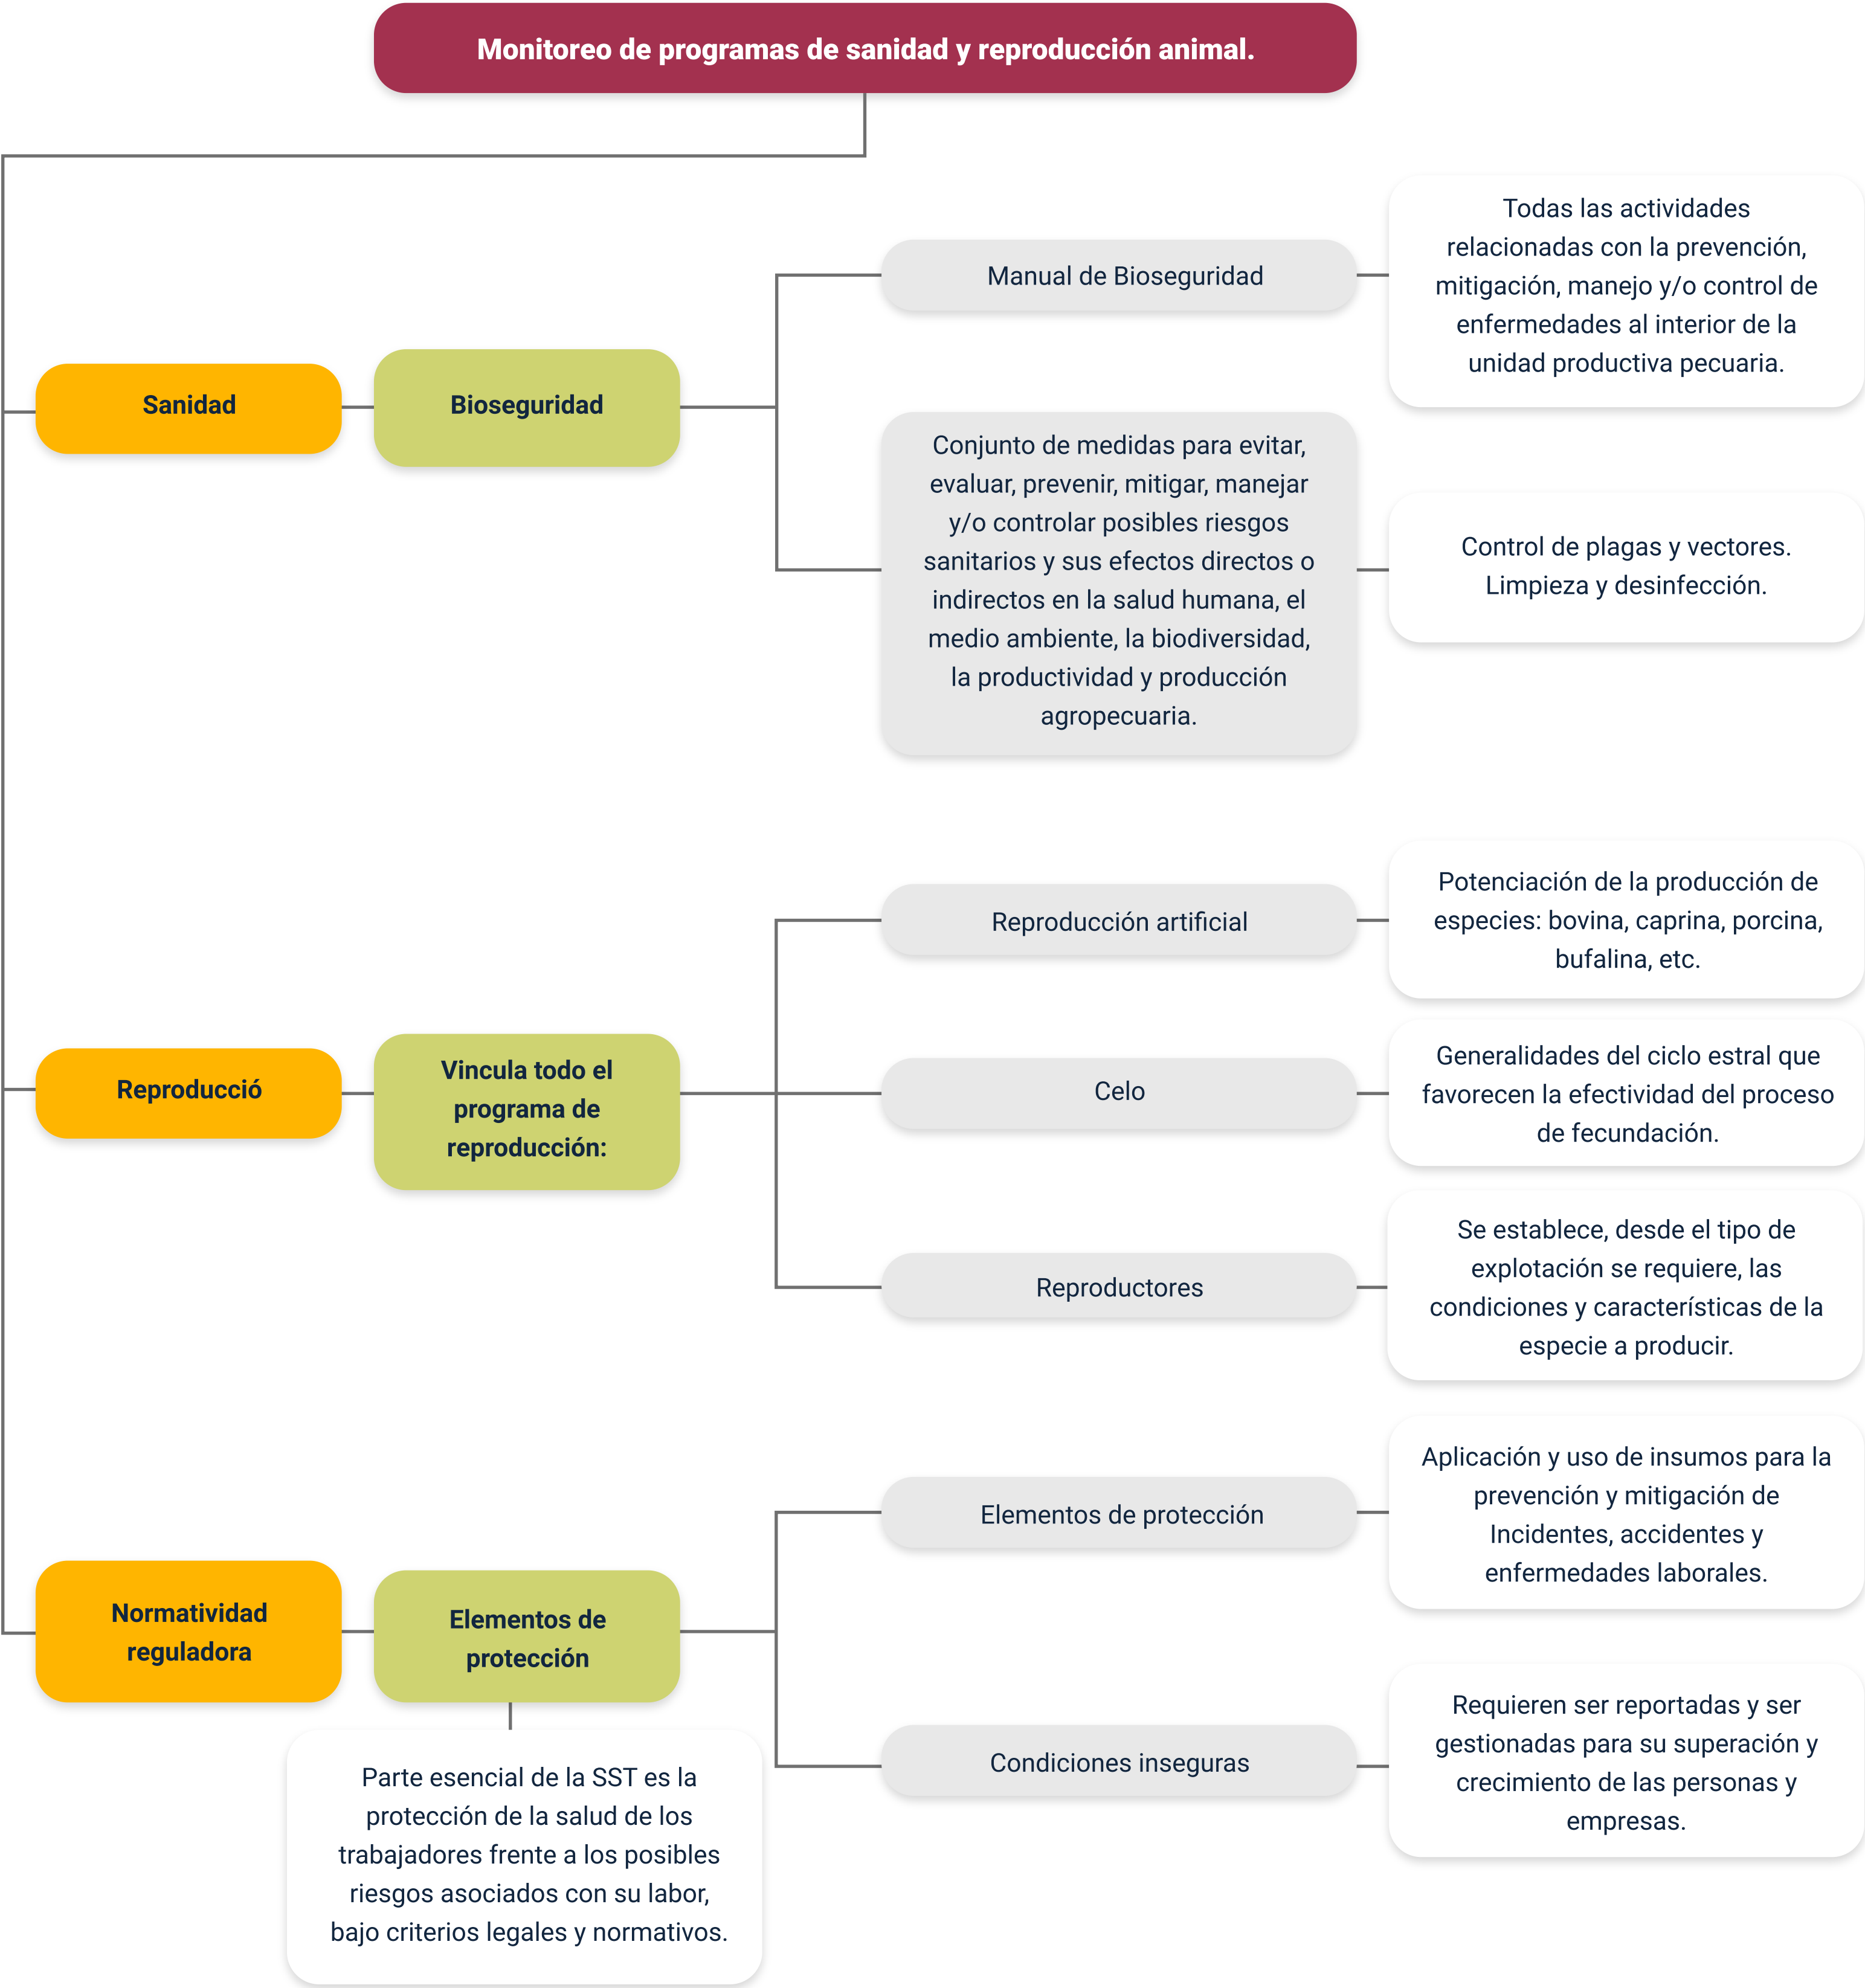 Monitoreo de programas de sanidad y reproducción animal.
Sanidad
Bioseguridad
Manual de Bioseguridad
Todas las actividades
relacionadas con la prevención,
mitigación, manejo y/o control de
enfermedades al interior de la
unidad productiva pecuaria.
Conjunto de medidas para evitar,
evaluar, prevenir, mitigar, manejar
y/o controlar posibles riesgos
sanitarios y sus efectos directos o
indirectos en la salud humana, el
medio ambiente, la biodiversidad,
la productividad y producción
agropecuaria.
Control de plagas y vectores.
Limpieza y desinfección.
Reproducció
Vincula todo el
programa de
reproducción:
Reproducción artificial
Potenciación de la producción de
especies: bovina, caprina, porcina,
bufalina, etc.
Celo
Generalidades del ciclo estral que
favorecen la efectividad del proceso
de fecundación.
Reproductores
Se establece, desde el tipo de
explotación se requiere, las
condiciones y características de la
especie a producir.
Normatividad
reguladora
Elementos de
protección
Parte esencial de la SST es la
protección de la salud de los
trabajadores frente a los posibles
riesgos asociados con su labor,
bajo criterios legales y normativos.
Elementos de protección
Aplicación y uso de insumos para la
prevención y mitigación de
Incidentes, accidentes y
enfermedades laborales.
Condiciones inseguras
Requieren ser reportadas y ser
gestionadas para su superación y
crecimiento de las personas y
empresas.